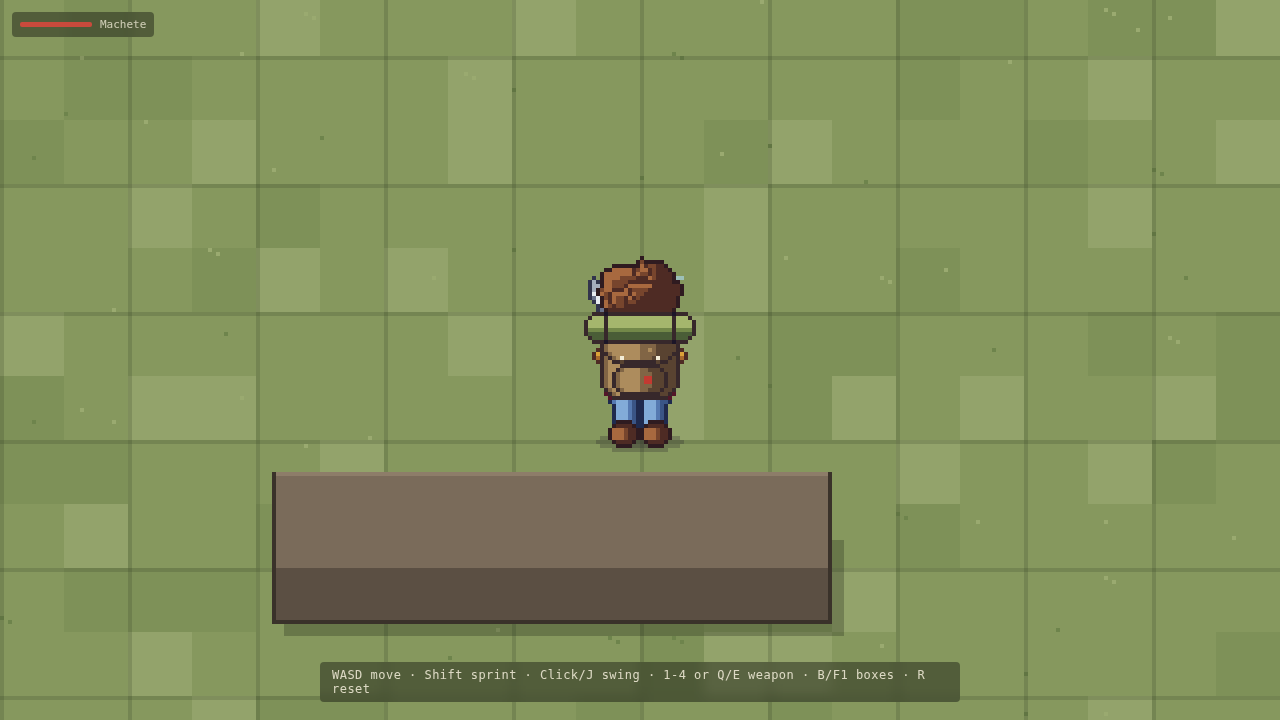 Machete
WASD move · Shift sprint · Click/J swing · 1-4 or Q/E weapon · B/F1 boxes · R
reset